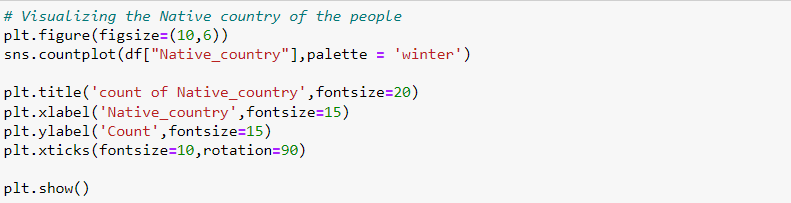 # Visualizing the Native country of the people
plt.figure(figsize=(10,6))
sns.countplot(df["Native_country"],palette = 'winter')
plt.title('count of Native_country',fontsize=20)
plt.xlabel('Native_country',fontsize=15)
plt.ylabel('Count',fontsize=15)
plt.xticks(fontsize=10,rotation=90)
plt.show()